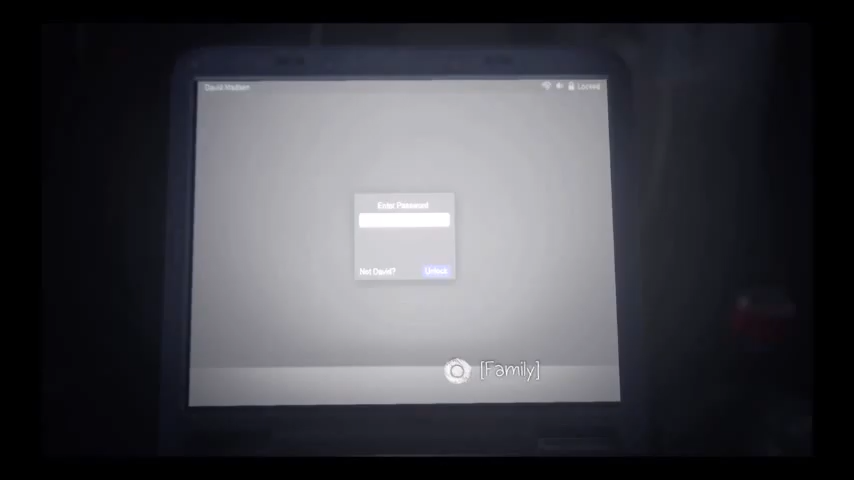 David Madsen
Locked
Enter Password
Not David?
Unlock
[Family]